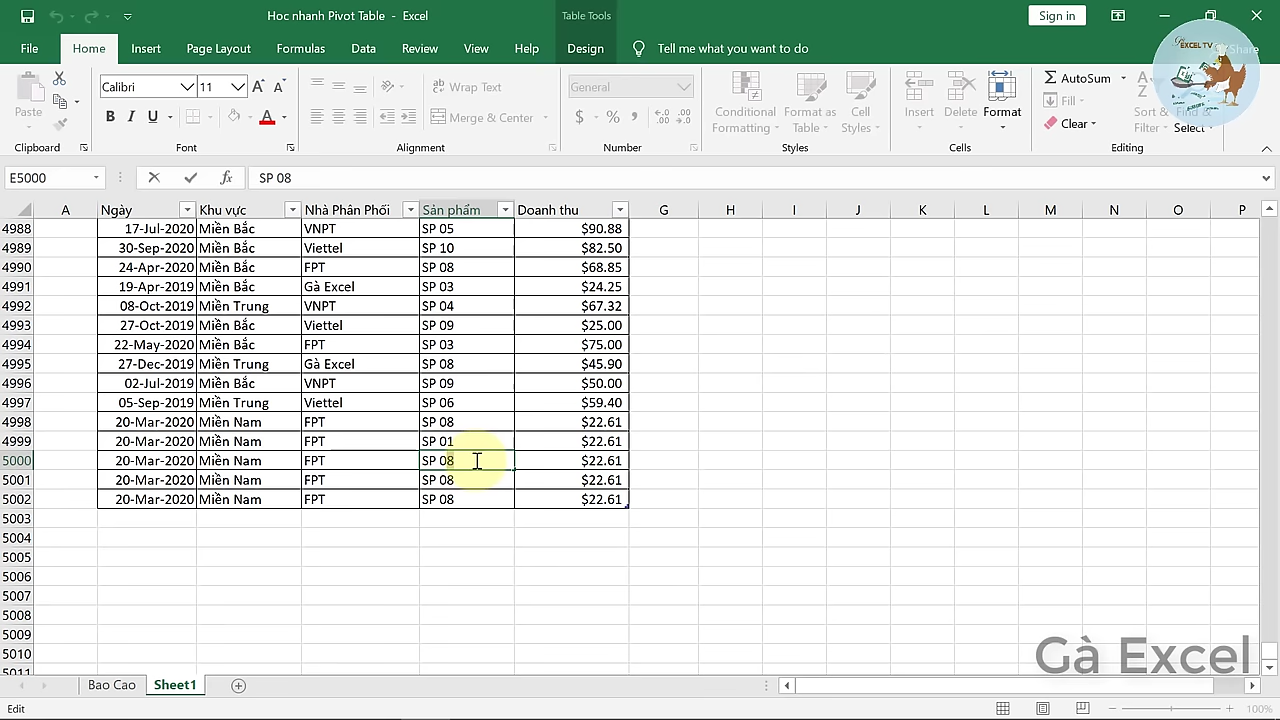 Hoc nhanh Pivot Table - Excel
Table Tools
Sign in
File Home Insert Page Layout Formulas Data Review View Help Design Tell me what you want to do Share
EXCEL TV
Paste
Calibri 11
B I U
Wrap Text
Merge & Center
General
$ % ,
Conditional Formatting
Format as Table
Cell Styles
Insert Delete Format
AutoSum
Fill
Clear
Sort & Filter
Find & Select
Clipboard Font Alignment Number Styles Cells Editing
E5000 fx SP 08
A Ngày Khu vực Nhà Phân Phối Sản phẩm Doanh thu G H I J K L M N O P
4988 17-Jul-2020 Miền Bắc VNPT SP 05 $90.88
4989 30-Sep-2020 Miền Bắc Viettel SP 10 $82.50
4990 24-Apr-2020 Miền Bắc FPT SP 08 $68.85
4991 19-Apr-2019 Miền Bắc Gà Excel SP 03 $24.25
4992 08-Oct-2019 Miền Trung VNPT SP 04 $67.32
4993 27-Oct-2019 Miền Bắc Viettel SP 09 $25.00
4994 22-May-2020 Miền Bắc FPT SP 03 $75.00
4995 27-Dec-2019 Miền Trung Gà Excel SP 08 $45.90
4996 02-Jul-2019 Miền Bắc VNPT SP 09 $50.00
4997 05-Sep-2019 Miền Trung Viettel SP 06 $59.40
4998 20-Mar-2020 Miền Nam FPT SP 08 $22.61
4999 20-Mar-2020 Miền Nam FPT SP 01 $22.61
5000 20-Mar-2020 Miền Nam FPT SP 08 $22.61
5001 20-Mar-2020 Miền Nam FPT SP 08 $22.61
5002 20-Mar-2020 Miền Nam FPT SP 08 $22.61
5003
5004
5005
5006
5007
5008
5009
5010
5011
Gà Excel
Bao Cao Sheet1
Edit 100%